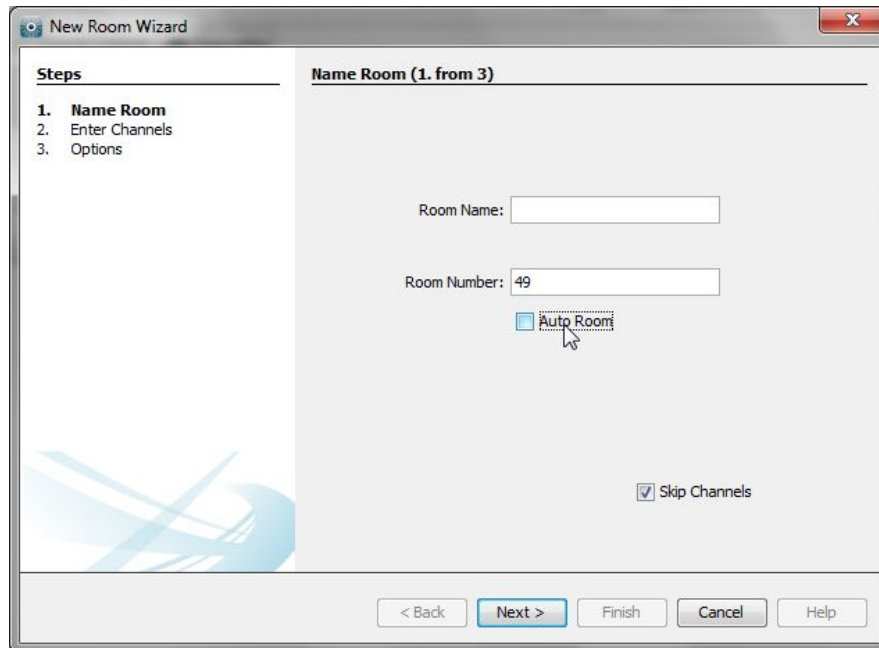 New Room Wizard
Steps
1. Name Room
2. Enter Channels
3. Options
Name Room (1. from 3)
Room Name:
Room Number: 49
Auto Room
Skip Channels
< Back Next > Finish Cancel Help